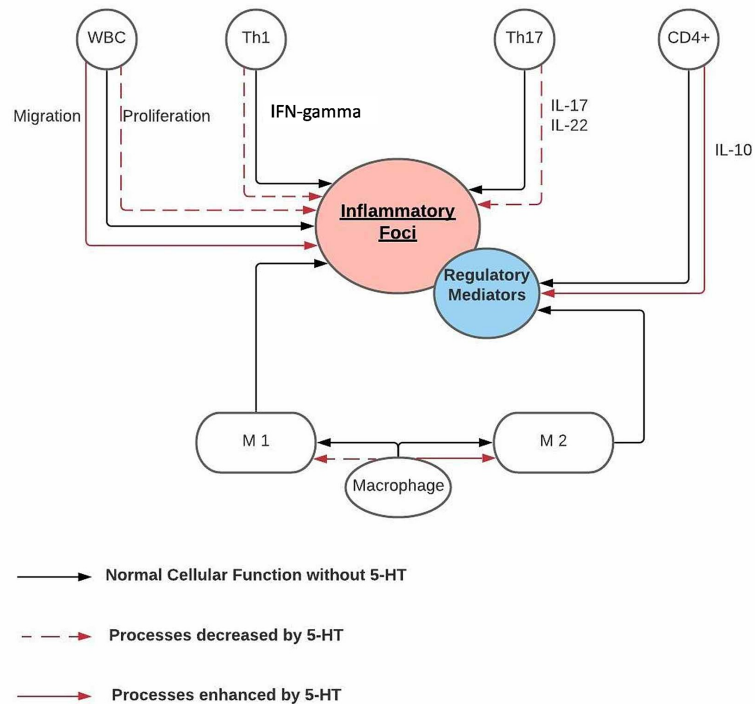 WBC
Th1
Th17
CD4+
Migration
Proliferation
IFN-gamma
IL-17
IL-22
IL-10
Inflammatory
Foci
Regulatory
Mediators
M 1
M 2
Macrophage
Normal Cellular Function without 5-HT
Processes decreased by 5-HT
Processes enhanced by 5-HT